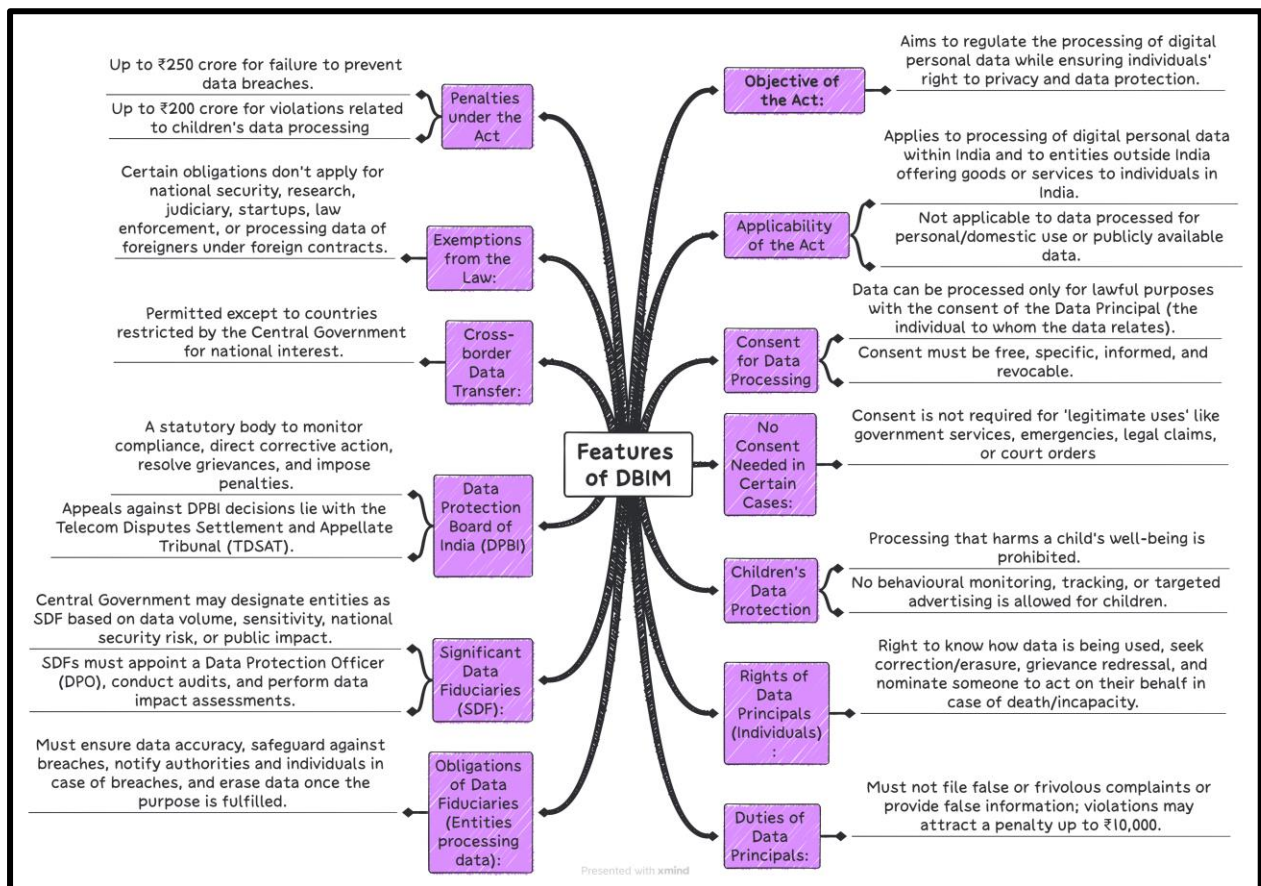 Features
of DBIM
Objective of
the Act:
Aims to regulate the processing of digital
personal data while ensuring individuals'
right to privacy and data protection.
Applicability
of the Act
Applies to processing of digital personal data
within India and to entities outside India
offering goods or services to individuals in
India.
Not applicable to data processed for
personal/domestic use or publicly available
data.
Consent
for Data
Processing
Data can be processed only for lawful purposes
with the consent of the Data Principal (the
individual to whom the data relates).
Consent must be free, specific, informed, and
revocable.
No
Consent
Needed in
Certain
Cases:
Consent is not required for 'legitimate uses' like
government services, emergencies, legal claims,
or court orders
Children's
Data
Protection
Processing that harms a child's well-being is
prohibited.
No behavioural monitoring, tracking, or targeted
advertising is allowed for children.
Rights of
Data
Principals
(Individuals)
:
Right to know how data is being used, seek
correction/erasure, grievance redressal, and
nominate someone to act on their behalf in
case of death/incapacity.
Duties of
Data
Principals:
Must not file false or frivolous complaints or
provide false information; violations may
attract a penalty up to ₹10,000.
Penalties
under the
Act
Up to ₹250 crore for failure to prevent
data breaches.
Up to ₹200 crore for violations related
to children's data processing
Exemptions
from the
Law:
Certain obligations don't apply for
national security, research,
judiciary, startups, law
enforcement, or processing data of
foreigners under foreign contracts.
Cross-
border
Data
Transfer:
Permitted except to countries
restricted by the Central Government
for national interest.
Data
Protection
Board of
India (DPBI)
A statutory body to monitor
compliance, direct corrective action,
resolve grievances, and impose
penalties.
Appeals against DPBI decisions lie with the
Telecom Disputes Settlement and Appellate
Tribunal (TDSAT).
Significant
Data
Fiduciaries
(SDF):
Central Government may designate entities as
SDF based on data volume, sensitivity, national
security risk, or public impact.
SDFs must appoint a Data Protection Officer
(DPO), conduct audits, and perform data
impact assessments.
Obligations
of Data
Fiduciaries
(Entities
processing
data):
Must ensure data accuracy, safeguard against
breaches, notify authorities and individuals in
case of breaches, and erase data once the
purpose is fulfilled.
Presented with xmind